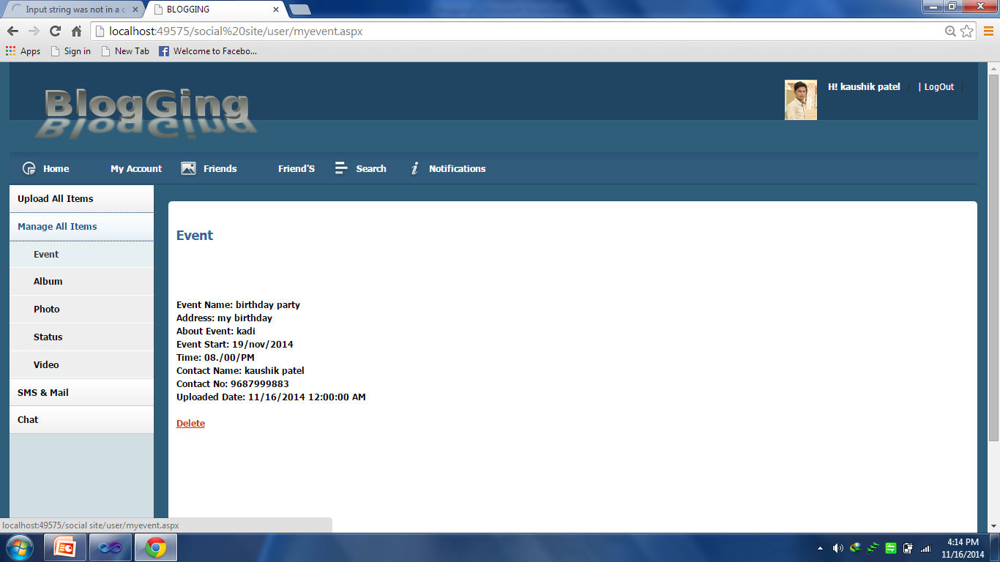 Input string was not in a c
BLOGGING
localhost:49575/social%20site/user/myevent.aspx
Apps Sign in New Tab Welcome to Facebo...
BlogGing
H! kaushik patel | | LogOut |
Home My Account Friends Friend'S Search Notifications
Upload All Items
Manage All Items
Event
Album
Photo
Status
Video
SMS & Mail
Chat
Event
Event Name: birthday party
Address: my birthday
About Event: kadi
Event Start: 19/nov/2014
Time: 08./00/PM
Contact Name: kaushik patel
Contact No: 9687999883
Uploaded Date: 11/16/2014 12:00:00 AM
Delete
localhost:49575/social site/user/myevent.aspx
4:14 PM
11/16/2014